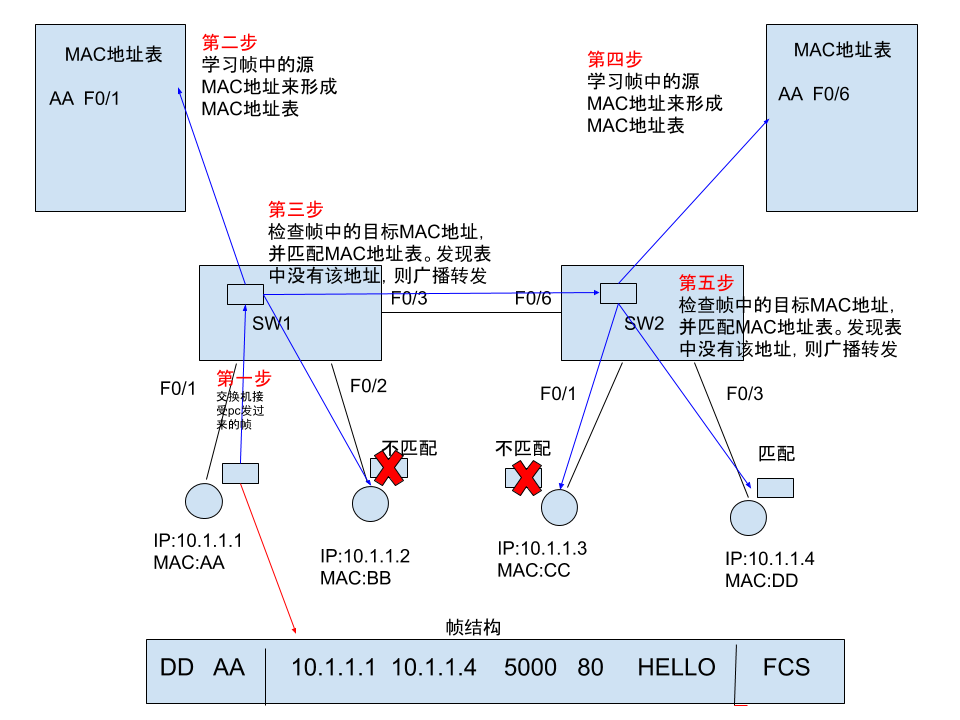 MAC地址表
AA F0/1
第二步
学习帧中的源
MAC地址来形成
MAC地址表
第四步
学习帧中的源
MAC地址来形成
MAC地址表
MAC地址表
AA F0/6
第三步
检查帧中的目标MAC地址,
并匹配MAC地址表。发现表
中没有该地址, 则广播转发
F0/3
F0/6
SW1
SW2
第五步
检查帧中的目标MAC地址,
并匹配MAC地址表。发现表
中没有该地址, 则广播转发
F0/1
第一步
交换机接
受pc发过
来的帧
F0/2
F0/1
F0/3
不匹配
不匹配
匹配
IP:10.1.1.1
MAC:AA
IP:10.1.1.2
MAC:BB
IP:10.1.1.3
MAC:CC
IP:10.1.1.4
MAC:DD
帧结构
DD AA 10.1.1.1 10.1.1.4 5000 80 HELLO FCS